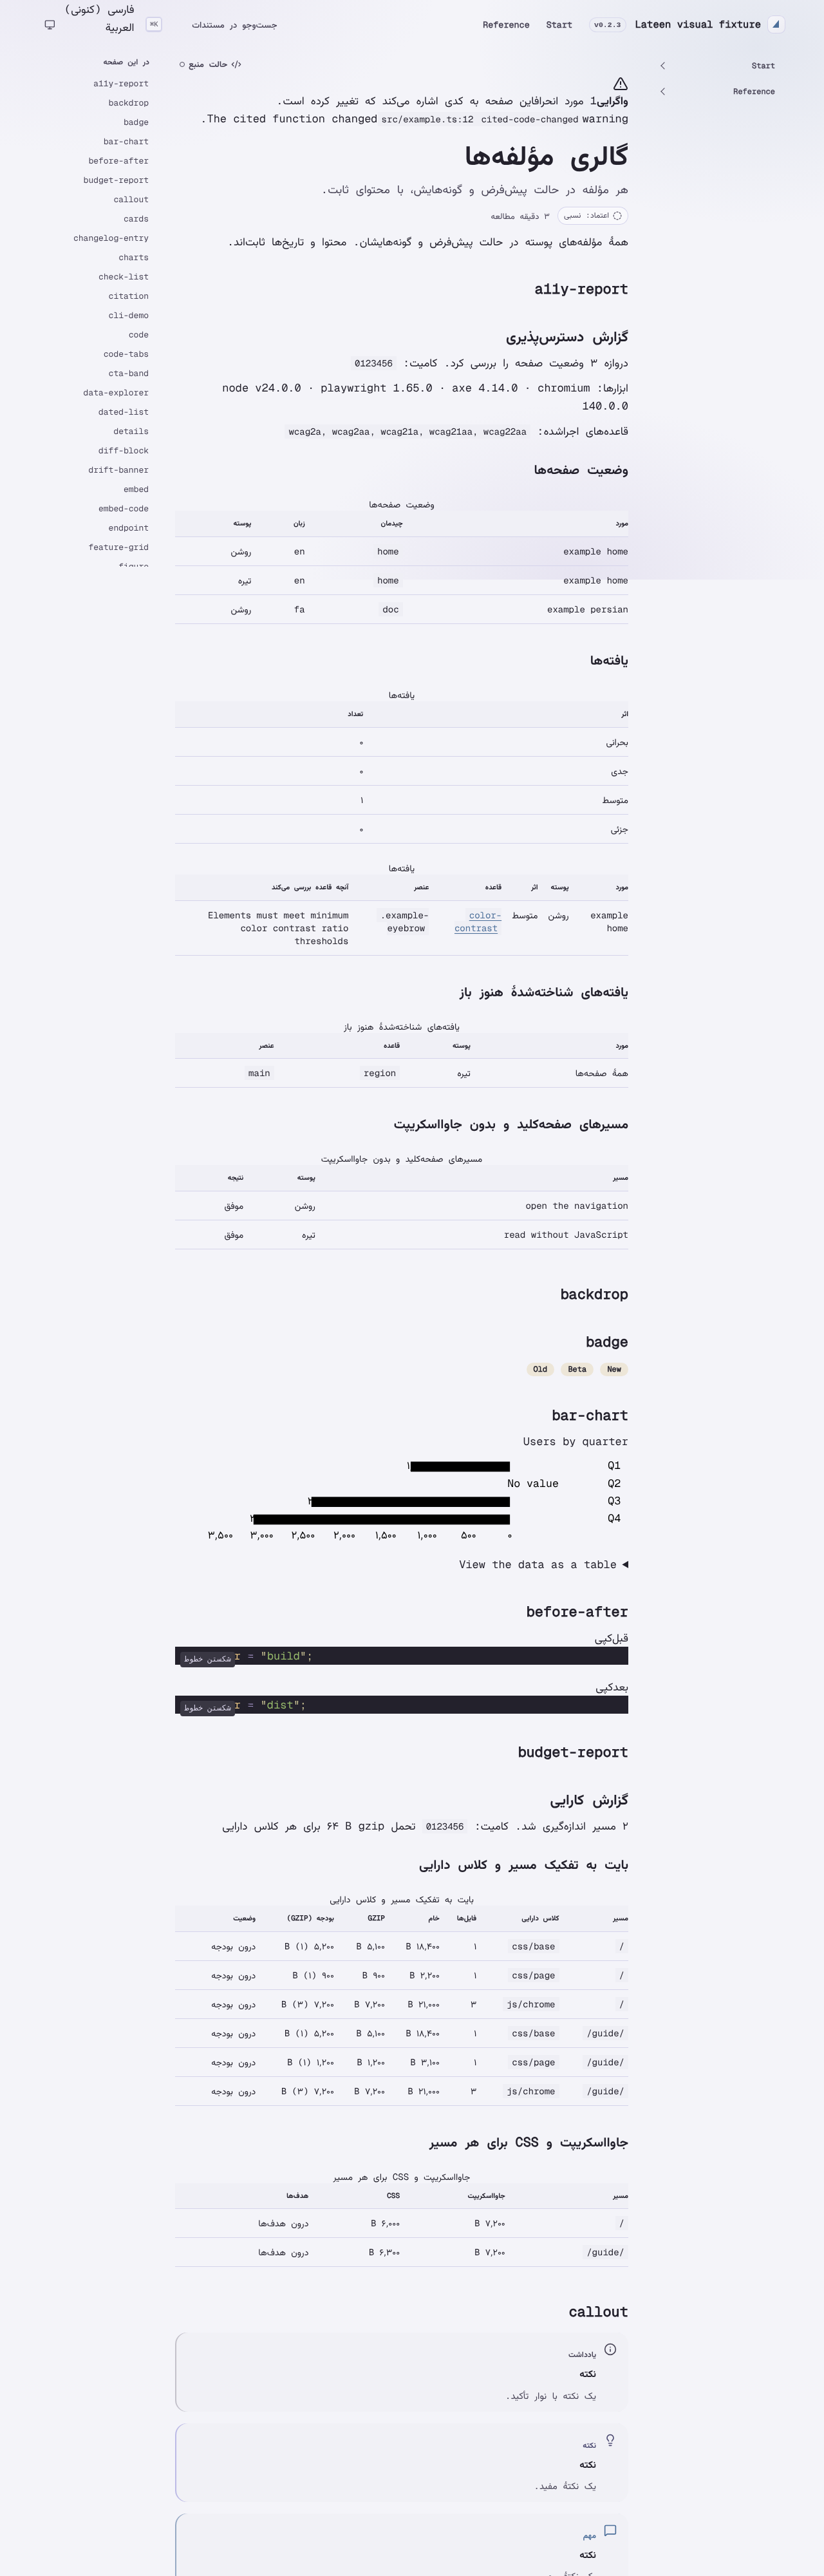 Lateen visual fixture
v0.2.3
Start
Reference
جست‌وجو در مستندات
⌘K
فارسی (کنونی)
العربية
Start
Reference
در این صفحه
a11y-report
backdrop
badge
bar-chart
before-after
budget-report
callout
cards
changelog-entry
charts
check-list
citation
cli-demo
code
code-tabs
cta-band
data-explorer
dated-list
details
diff-block
drift-banner
embed
embed-code
endpoint
feature-grid
حالت منبع
واگرایی1 مورد انحرافاین صفحه به کدی اشاره می‌کند که تغییر کرده است.
warning cited-code-changed src/example.ts:12 The cited function changed.
گالری مؤلفه‌ها
هر مؤلفه در حالت پیش‌فرض و گونه‌هایش، با محتوای ثابت.
اعتماد: نسبی
۳ دقیقه مطالعه
همهٔ مؤلفه‌های پوسته در حالت پیش‌فرض و گونه‌هایشان. محتوا و تاریخ‌ها ثابت‌اند.
a11y-report
گزارش دسترس‌پذیری
دروازه ۳ وضعیت صفحه را بررسی کرد. کامیت: 0123456
ابزارها: node v24.0.0 · playwright 1.65.0 · axe 4.14.0 · chromium
140.0.0
قاعده‌های اجراشده: wcag2a, wcag2aa, wcag21a, wcag21aa, wcag22aa
وضعیت صفحه‌ها
وضعیت صفحه‌ها
مورد چیدمان زبان پوسته
example home home en روشن
example home home en تیره
example persian doc fa روشن
یافته‌ها
یافته‌ها
اثر تعداد
بحرانی ۰
جدی ۰
متوسط ۱
جزئی ۰
یافته‌ها
مورد پوسته اثر قاعده عنصر آنچه قاعده بررسی می‌کند
example home روشن متوسط color-contrast .example-eyebrow Elements must meet minimum color contrast ratio thresholds
یافته‌های شناخته‌شدهٔ هنوز باز
یافته‌های شناخته‌شدهٔ هنوز باز
مورد پوسته قاعده عنصر
همهٔ صفحه‌ها تیره region main
مسیرهای صفحه‌کلید و بدون جاوااسکریپت
مسیرهای صفحه‌کلید و بدون جاوااسکریپت
مسیر پوسته نتیجه
open the navigation روشن موفق
read without JavaScript تیره موفق
backdrop
badge
New Beta Old
bar-chart
Users by quarter
Q1 ۱
Q2 No value
Q3
Q4
۰ ۵۰۰ ۱٬۰۰۰ ۱٬۵۰۰ ۲٬۰۰۰ ۲٬۵۰۰ ۳٬۰۰۰ ۳٬۵۰۰
View the data as a table
before-after
قبل‌کپی
r = "build";
شکستن خطوط
بعدکپی
r = "dist";
شکستن خطوط
budget-report
گزارش کارایی
۲ مسیر اندازه‌گیری شد. کامیت: 0123456 تحمل ۶۴ B gzip برای هر کلاس دارایی
بایت به تفکیک مسیر و کلاس دارایی
بایت به تفکیک مسیر و کلاس دارایی
مسیر کلاس دارایی فایل‌ها خام GZIP بودجه (GZIP) وضعیت
/ css/base ۱ ۱۸٬۴۰۰ B ۵٬۱۰۰ B ۵٬۲۰۰ B (۱) درون بودجه
/ css/page ۱ ۲٬۲۰۰ B ۹۰۰ B ۹۰۰ B (۱) درون بودجه
/ js/chrome ۳ ۲۱٬۰۰۰ B ۷٬۲۰۰ B ۷٬۲۰۰ B (۳) درون بودجه
/guide/ css/base ۱ ۱۸٬۴۰۰ B ۵٬۱۰۰ B ۵٬۲۰۰ B (۱) درون بودجه
/guide/ css/page ۱ ۳٬۱۰۰ B ۱٬۲۰۰ B ۱٬۲۰۰ B (۱) درون بودجه
/guide/ js/chrome ۳ ۲۱٬۰۰۰ B ۷٬۲۰۰ B ۷٬۲۰۰ B (۳) درون بودجه
جاوااسکریپت و CSS برای هر مسیر
جاوااسکریپت و CSS برای هر مسیر
مسیر جاوااسکریپت CSS هدف‌ها
/ ۷٬۲۰۰ B ۶٬۰۰۰ B درون هدف‌ها
/guide/ ۷٬۲۰۰ B ۶٬۳۰۰ B درون هدف‌ها
callout
یادداشت
نکته
یک نکته با نوار تأکید.
نکته
نکته
یک نکتهٔ مفید.
مهم
نکته